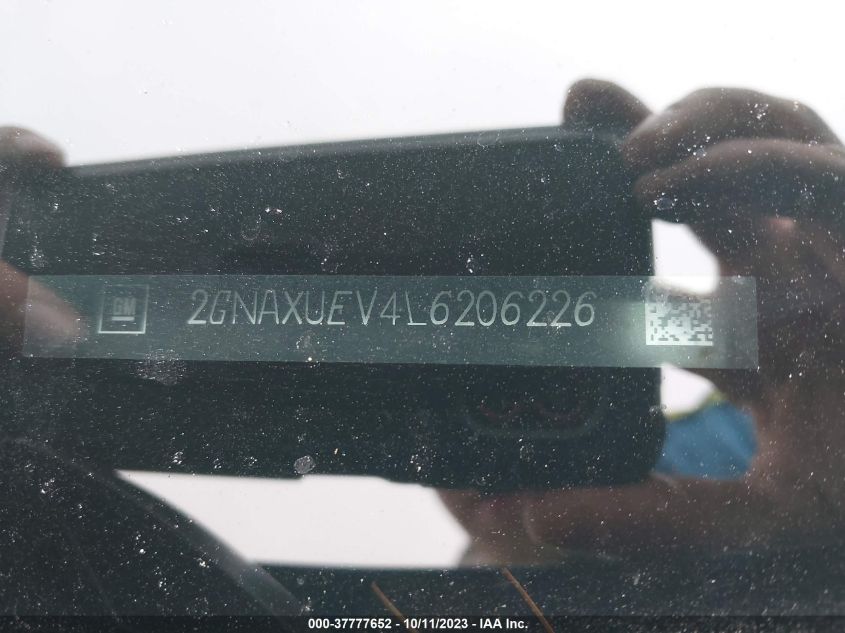 GM 2GNAXUEV4L6206226
000-37777652 - 10/11/2023 - IAA Inc.